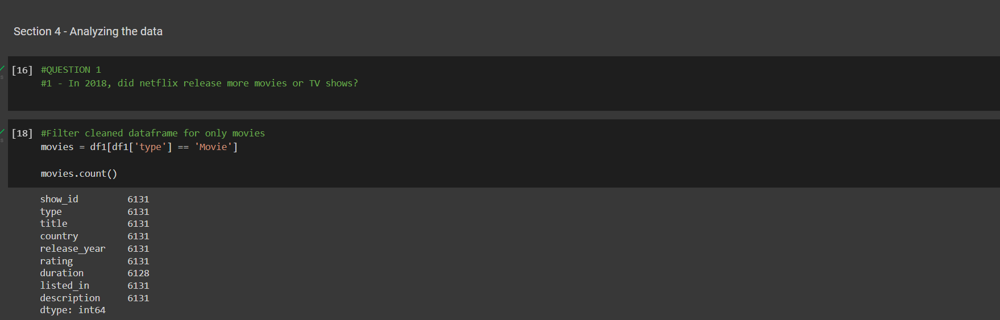 Section 4 - Analyzing the data
[16] #QUESTION 1
#1 - In 2018, did netflix release more movies or TV shows?
s
[18] #Filter cleaned dataframe for only movies
s
movies = df1[df1['type'] == 'Movie']
movies.count()
show_id 6131
type 6131
title 6131
country 6131
release_year 6131
rating 6131
duration 6128
listed_in 6131
description 6131
dtype: int64